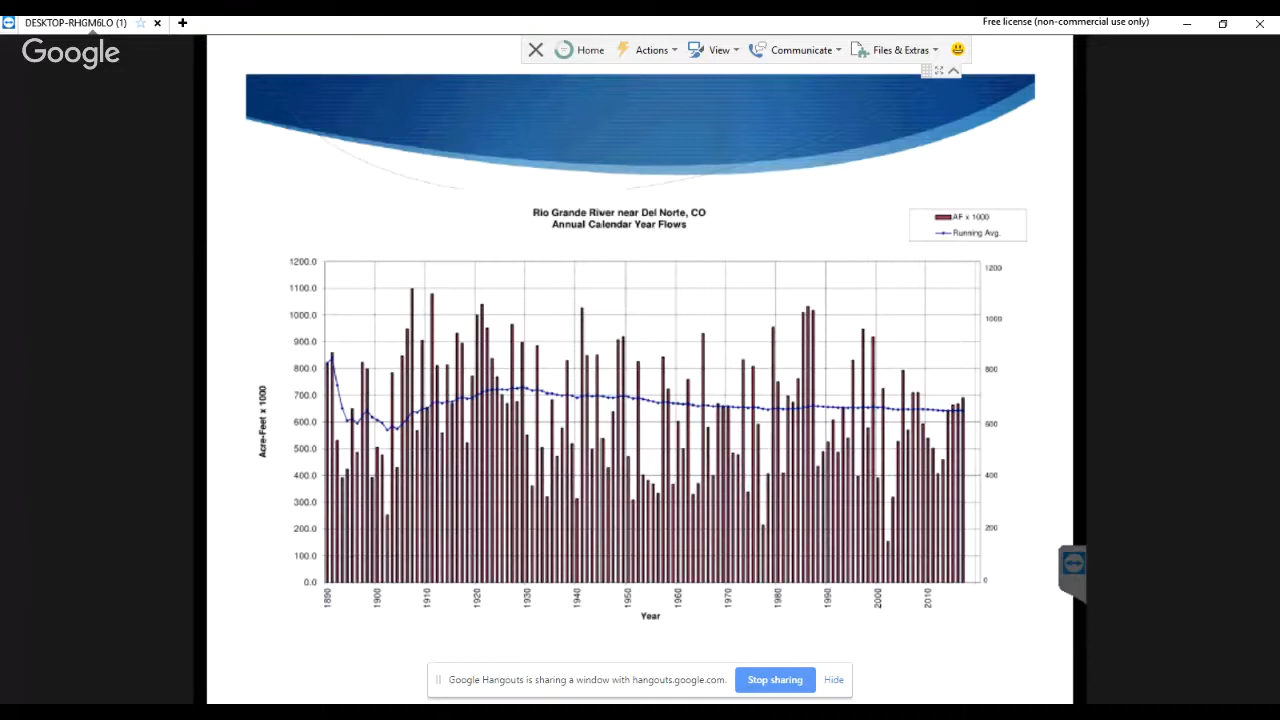 DESKTOP-RHGM6LO (1)
Free license (non-commercial use only)
Google
Home
Actions
View
Communicate
Files & Extras
Rio Grande River near Del Norte, CO
Annual Calendar Year Flows
AF x 1000
Running Avg.
1200.0
1100.0
1000.0
900.0
800.0
700.0
600.0
500.0
400.0
300.0
200.0
100.0
0.0
Acre-Feet x 1000
1200
1000
800
600
400
200
0
1890
1900
1910
1920
1930
1940
1950
1960
1970
1980
1990
2000
2010
Year
Google Hangouts is sharing a window with hangouts.google.com.
Stop sharing
Hide